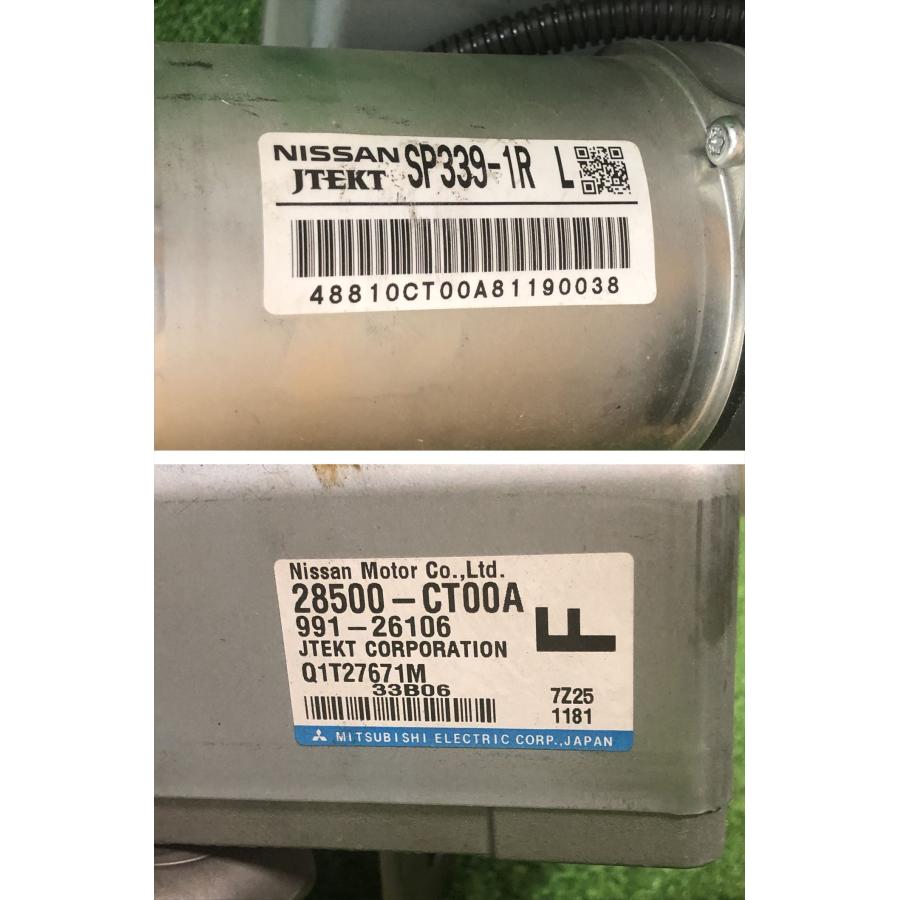 NISSAN SP339-1R L
JTEKT
48810CT00A81190038
Nissan Motor Co.,Ltd.
28500-CT00A
991-26106
F
JTEKT CORPORATION
Q1T27671M
33B06
7Z25
1181
MITSUBISHI ELECTRIC CORP.,JAPAN